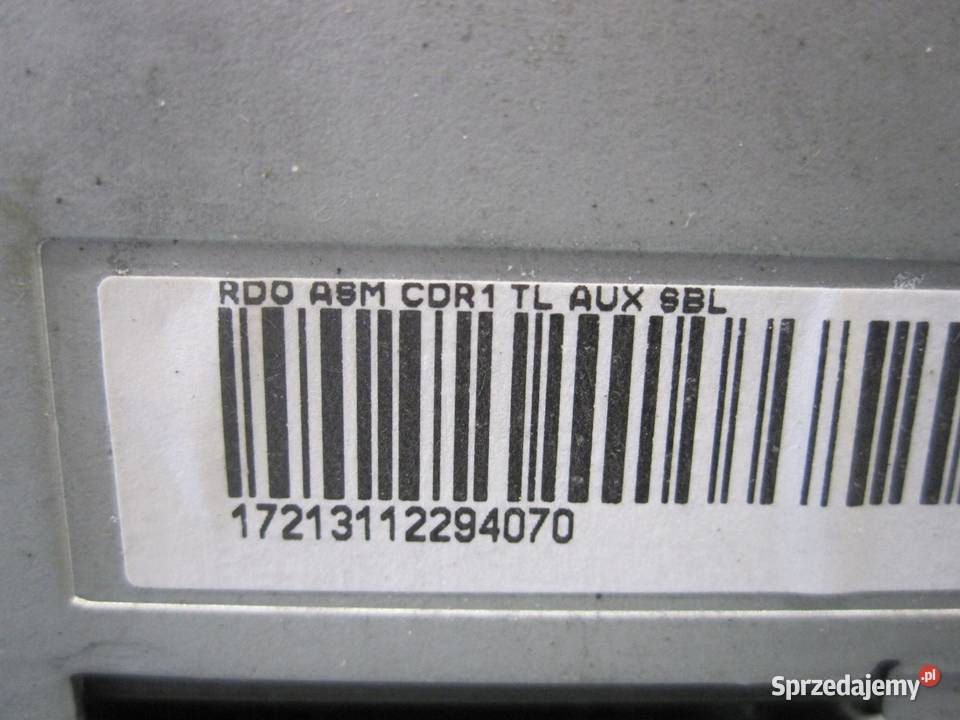 RDO ASM CDR1 TL AUX SBL
17213112294070
Sprzedajemy.pl